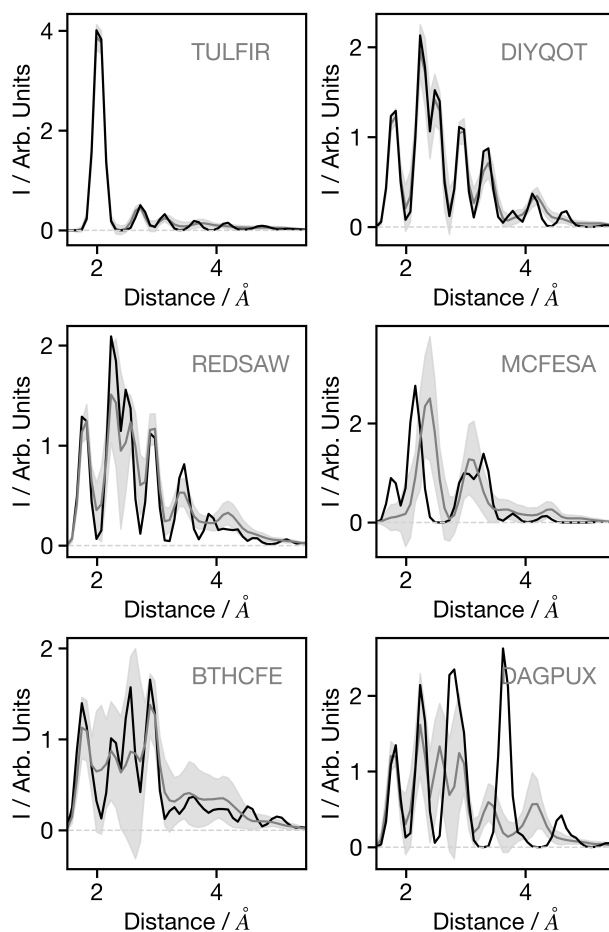 TULFIR
4
2
0
2
4
I / Arb. Units
Distance / Å
DIYQOT
2
1
0
2
4
I / Arb. Units
Distance / Å
REDSAW
2
1
0
2
4
I / Arb. Units
Distance / Å
MCFESA
2
0
2
4
I / Arb. Units
Distance / Å
BTHCFE
2
1
0
2
4
I / Arb. Units
Distance / Å
DAGPUX
2
1
0
2
4
I / Arb. Units
Distance / Å